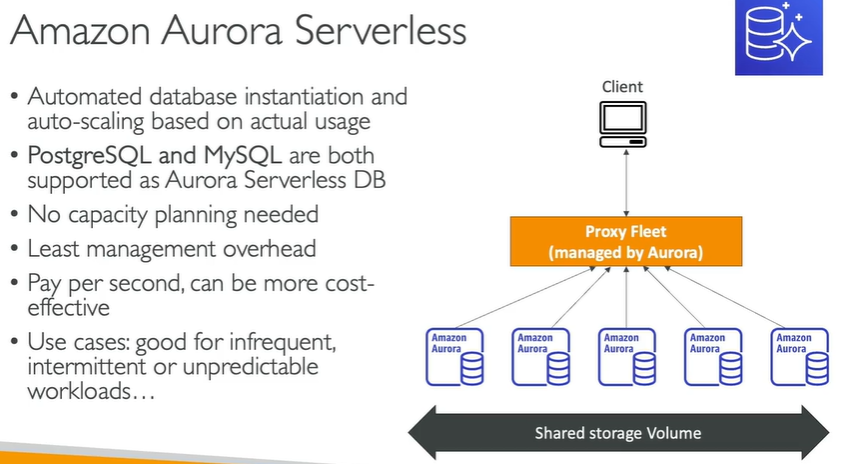 Amazon Aurora Serverless
• Automated database instantiation and
auto-scaling based on actual usage
• PostgreSQL and MySQL are both
supported as Aurora Serverless DB
• No capacity planning needed
• Least management overhead
• Pay per second, can be more cost-
effective
• Use cases: good for infrequent,
intermittent or unpredictable
workloads…
Client
Proxy Fleet
(managed by Aurora)
Amazon
Aurora
Amazon
Aurora
Amazon
Aurora
Amazon
Aurora
Amazon
Aurora
Shared storage Volume